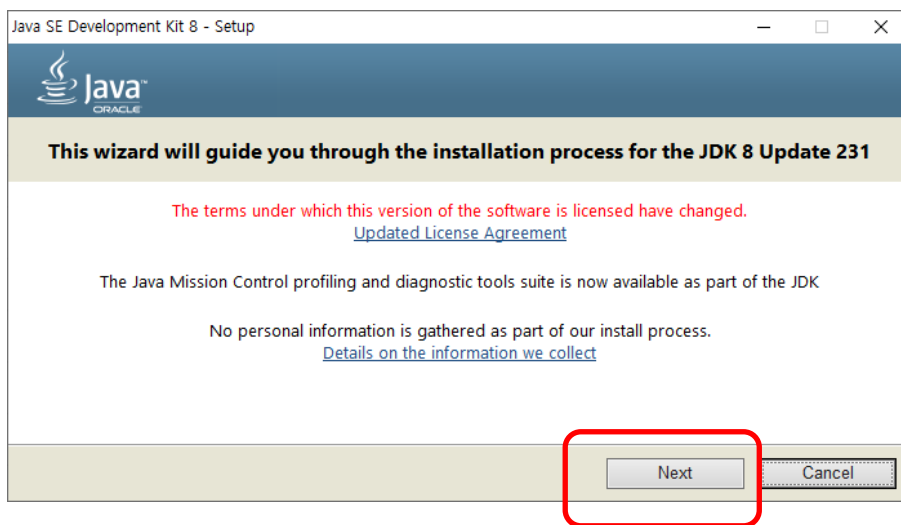 Java SE Development Kit 8 - Setup
Java™
ORACLE
This wizard will guide you through the installation process for the JDK 8 Update 231
The terms under which this version of the software is licensed have changed.
Updated License Agreement
The Java Mission Control profiling and diagnostic tools suite is now available as part of the JDK
No personal information is gathered as part of our install process.
Details on the information we collect
Next
Cancel